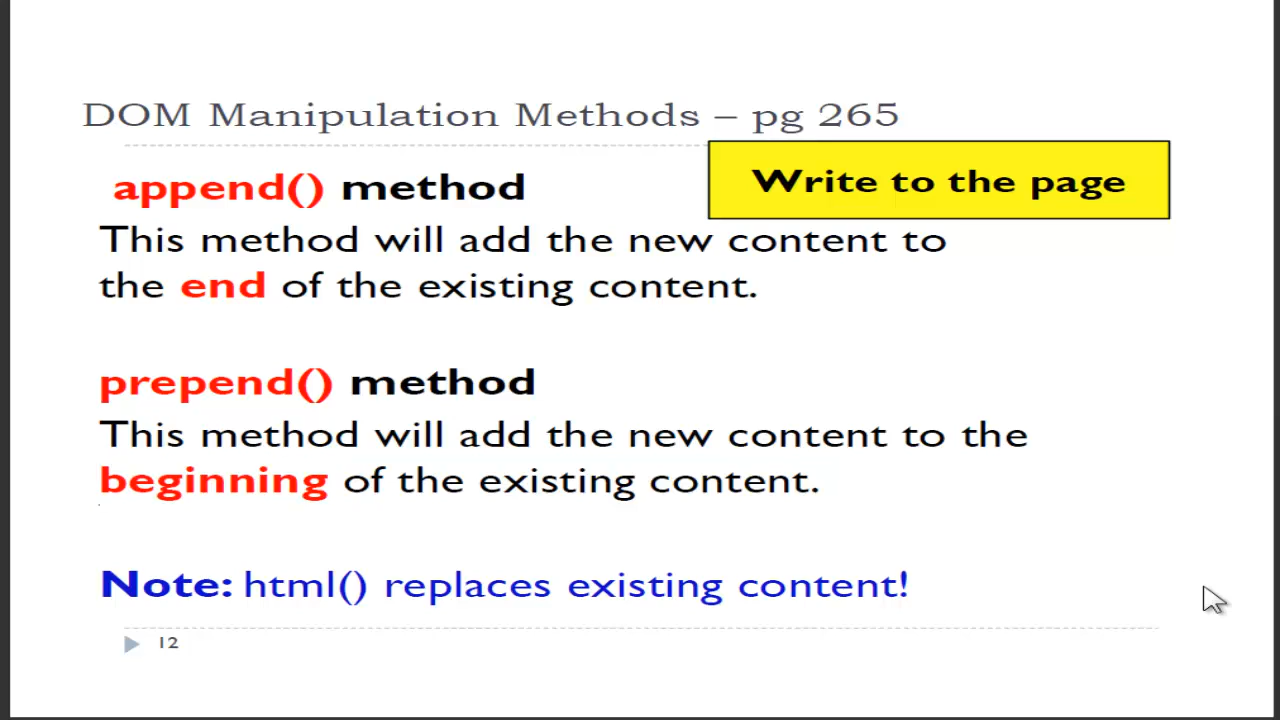 DOM Manipulation Methods – pg 265
Write to the page
append() method
This method will add the new content to
the end of the existing content.
prepend() method
This method will add the new content to the
beginning of the existing content.
Note: html() replaces existing content!
12